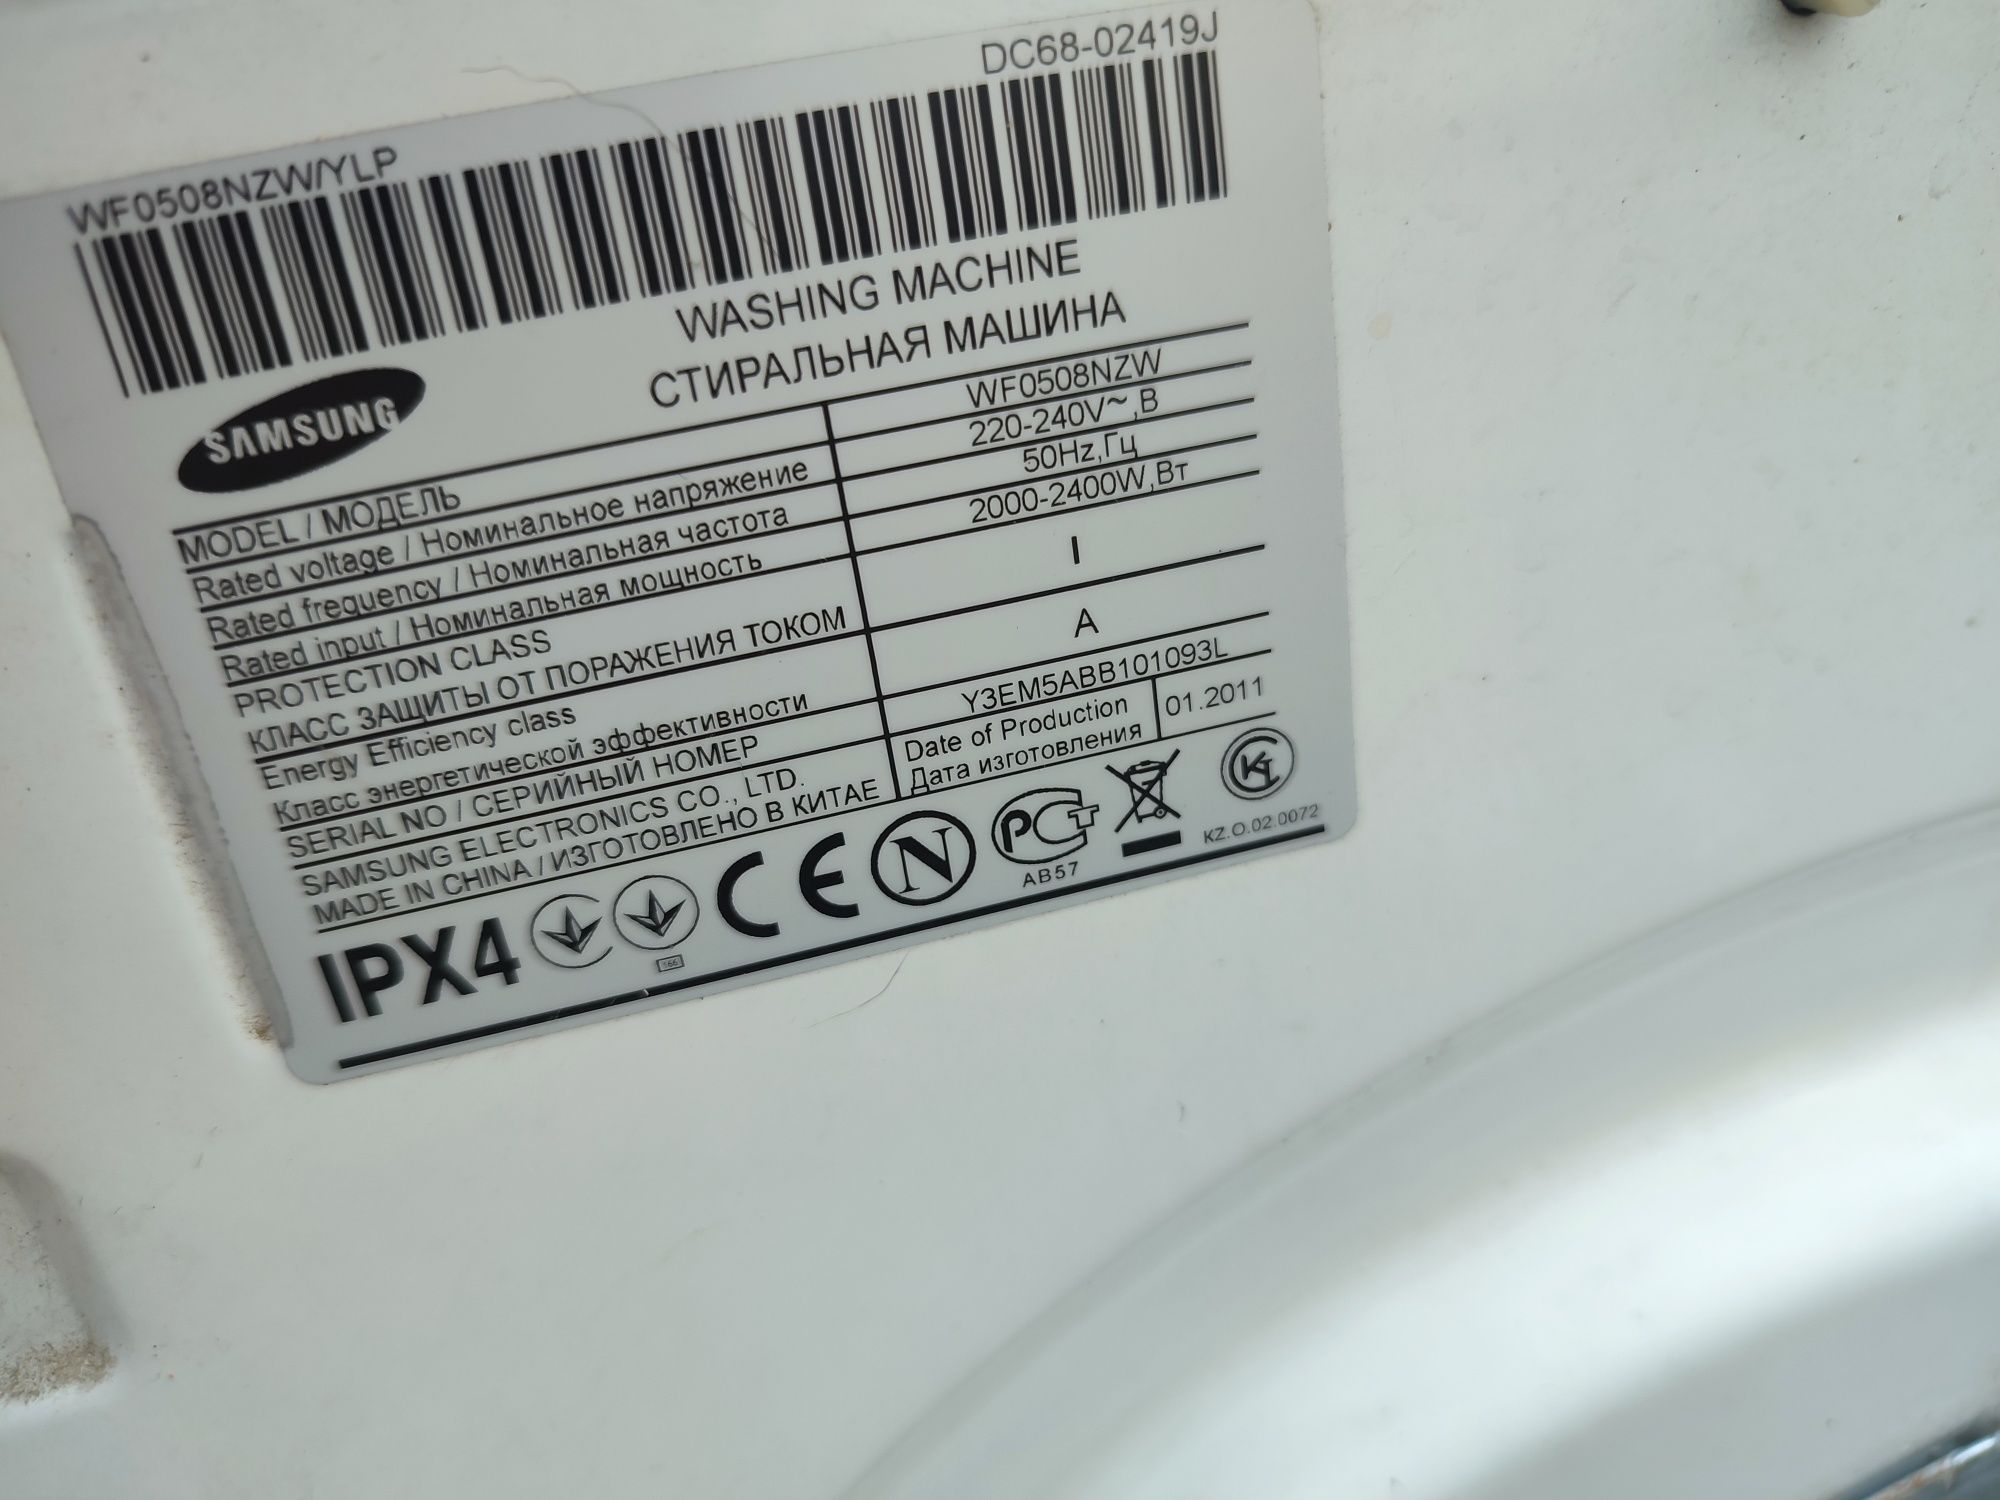 DC68-02419J
WF0508NZW/YLP
WASHING MACHINE
СТИРАЛЬНАЯ МАШИНА
SAMSUNG
MODEL / МОДЕЛЬ WF0508NZW
Rated voltage / Номинальное напряжение 220-240V~,В
Rated frequency / Номинальная частота 50Hz,Гц
Rated input / Номинальная мощность 2000-2400W,Вт
PROTECTION CLASS I
КЛАСС ЗАЩИТЫ ОТ ПОРАЖЕНИЯ ТОКОМ
Energy Efficiency class A
Класс энергетической эффективности
SERIAL NO / СЕРИЙНЫЙ НОМЕР Y3EM5ABB101093L
SAMSUNG ELECTRONICS CO., LTD. Date of Production 01.2011
MADE IN CHINA / ИЗГОТОВЛЕНО В КИТАЕ Дата изготовления
IPX4 CE N PCT
166
AB57
KZ.O.02.0072